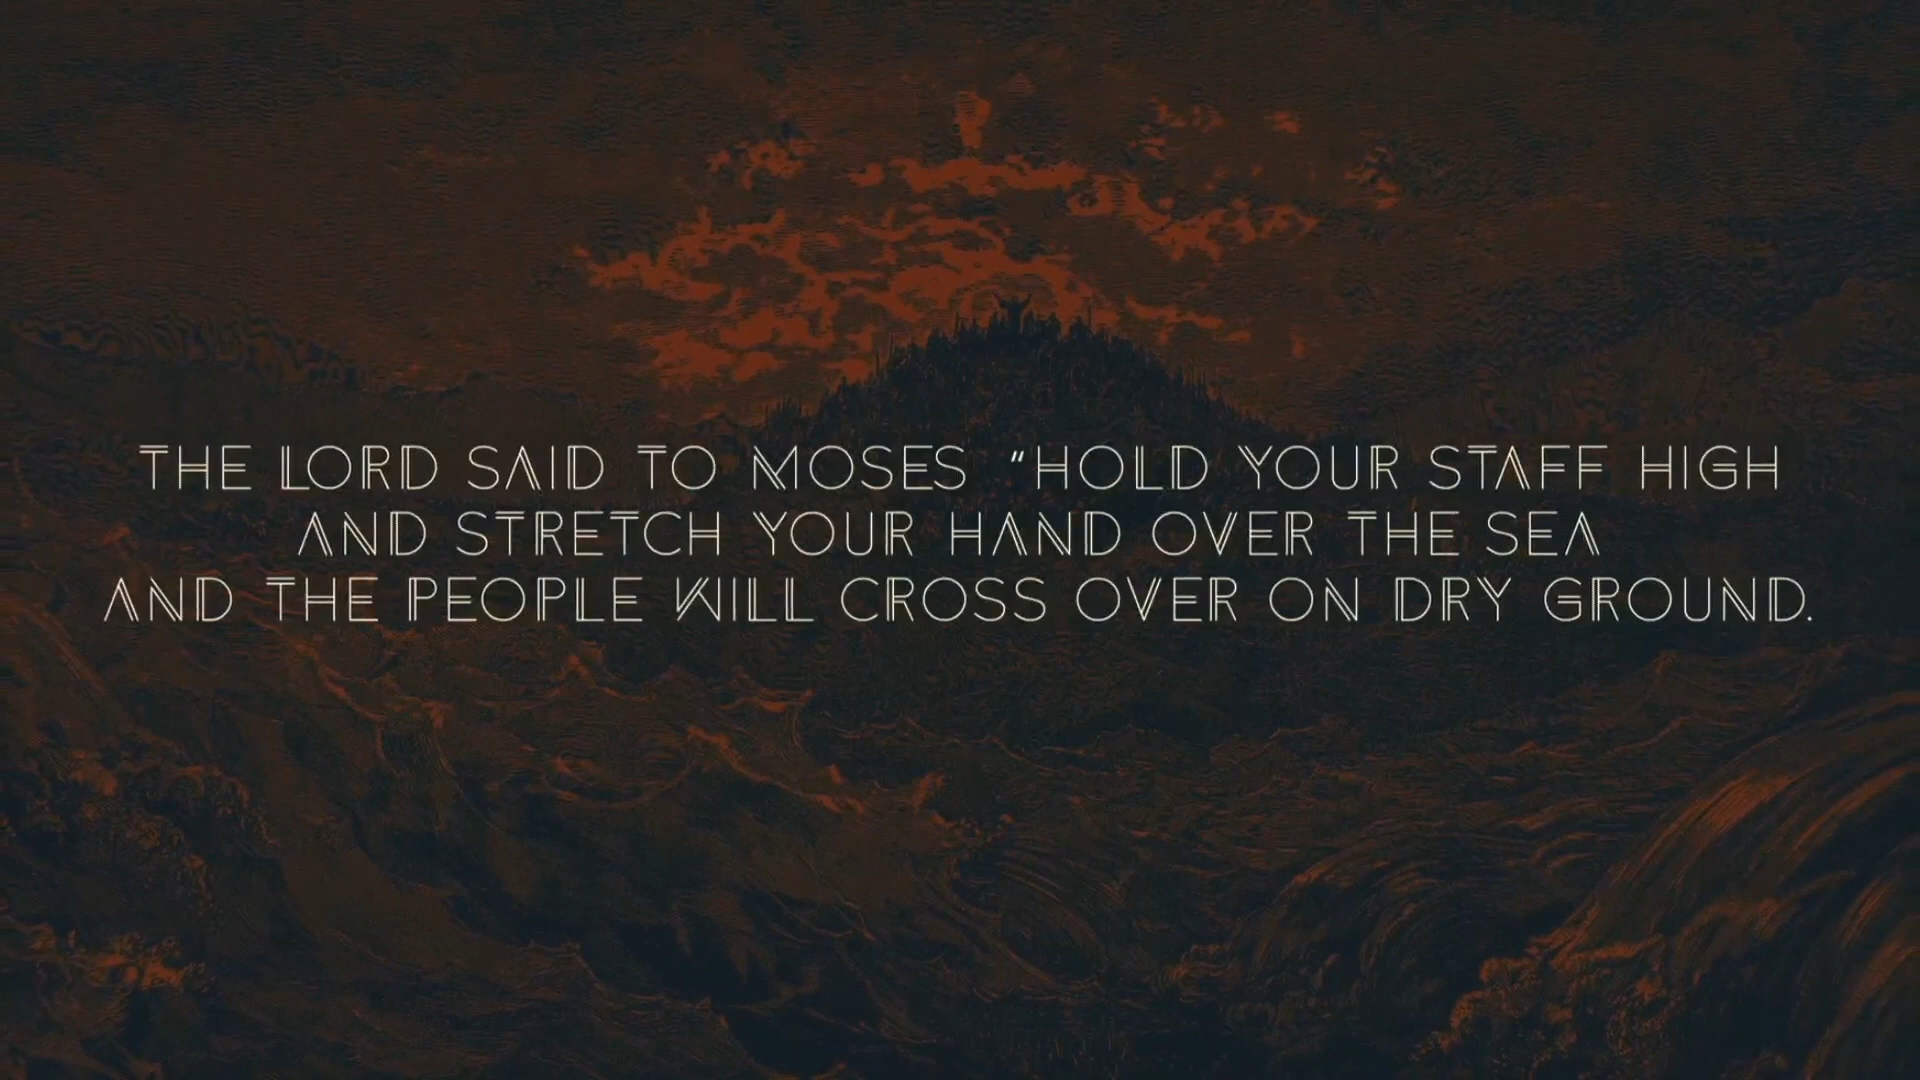 THE LORD SAID TO MOSES “HOLD YOUR STAFF HIGH
AND STRETCH YOUR HAND OVER THE SEA
AND THE PEOPLE WILL CROSS OVER ON DRY GROUND.